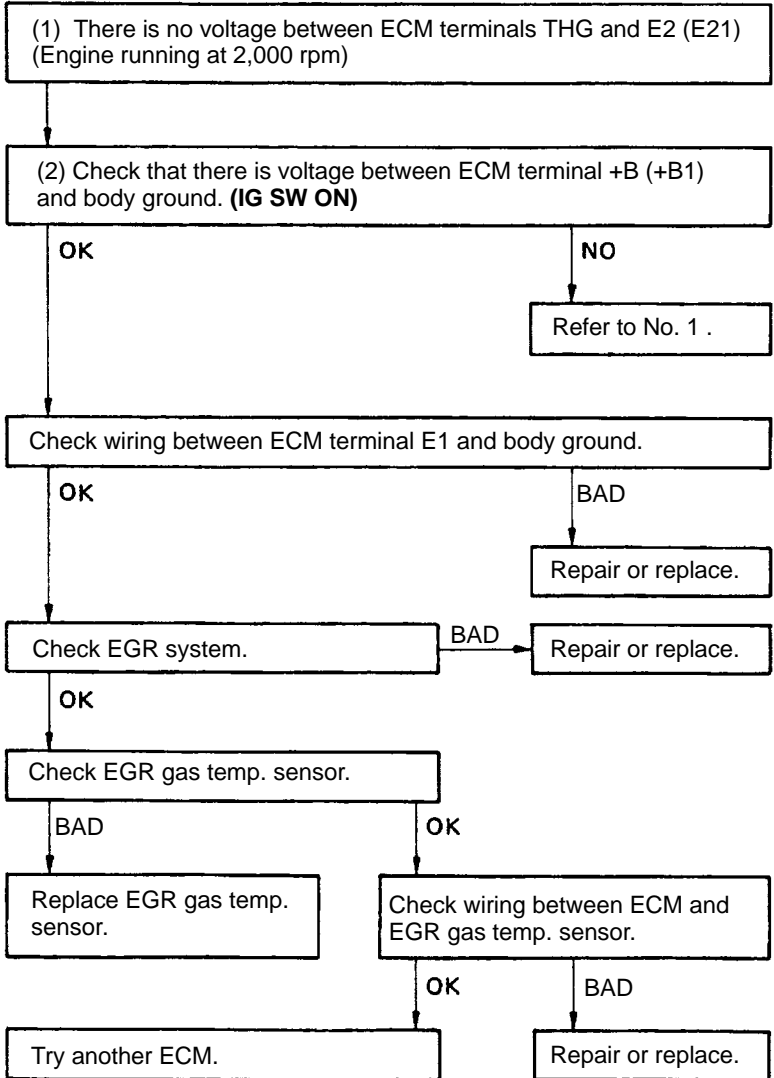 (1) There is no voltage between ECM terminals THG and E2 (E21)
(Engine running at 2,000 rpm)
(2) Check that there is voltage between ECM terminal +B (+B1)
and body ground. (IG SW ON)
OK
NO
Refer to No. 1 .
Check wiring between ECM terminal E1 and body ground.
OK
BAD
Repair or replace.
Check EGR system.
BAD
Repair or replace.
OK
Check EGR gas temp. sensor.
BAD
OK
Replace EGR gas temp.
sensor.
Check wiring between ECM and
EGR gas temp. sensor.
OK
BAD
Try another ECM.
Repair or replace.